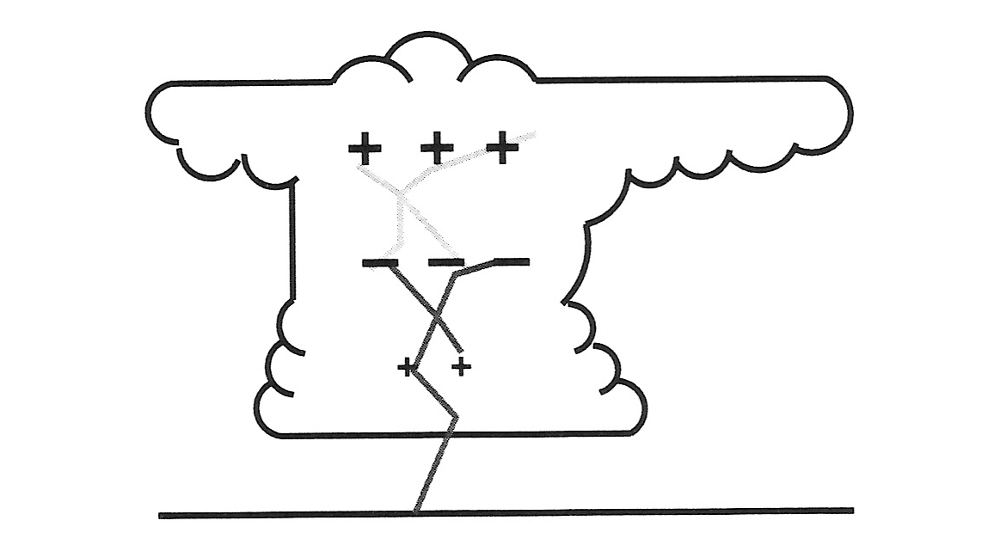 + + +
− − −
+ +